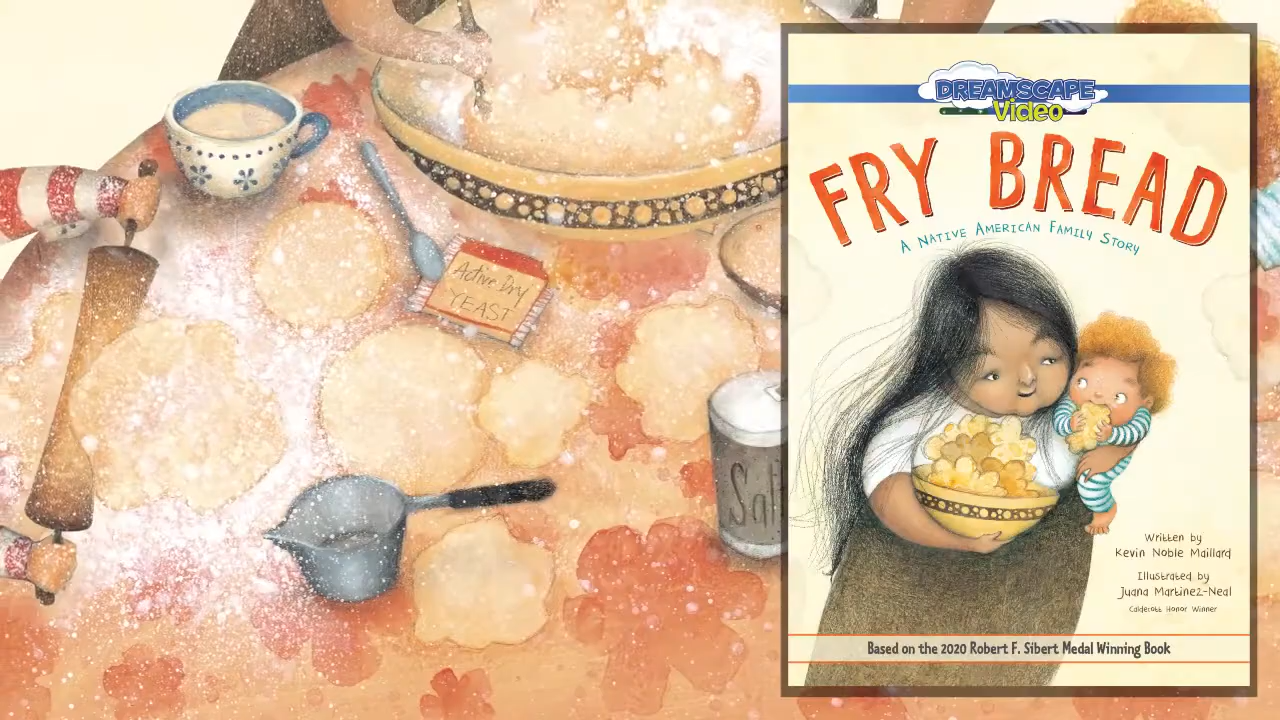 Active Dry
YEAST
Salt
DREAMSCAPE
Video
FRY BREAD
A NATIVE AMERICAN FAMILY STORY
Written by
Kevin Noble Maillard
Illustrated by
Juana Martinez-Neal
Caldecott Honor Winner
Based on the 2020 Robert F. Sibert Medal Winning Book